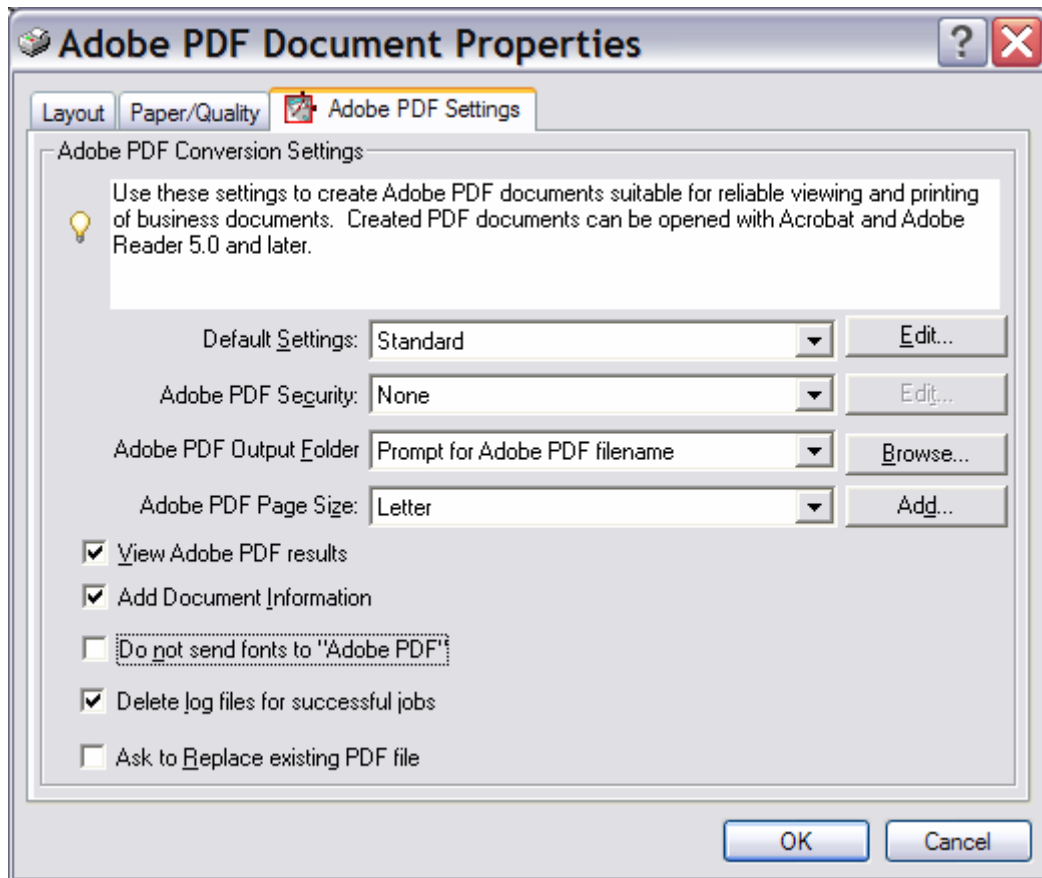 Adobe PDF Document Properties
Layout Paper/Quality Adobe PDF Settings
Adobe PDF Conversion Settings
Use these settings to create Adobe PDF documents suitable for reliable viewing and printing
of business documents.  Created PDF documents can be opened with Acrobat and Adobe
Reader 5.0 and later.
Default Settings: Standard Edit...
Adobe PDF Security: None Edit...
Adobe PDF Output Folder Prompt for Adobe PDF filename Browse...
Adobe PDF Page Size: Letter Add...
View Adobe PDF results
Add Document Information
Do not send fonts to "Adobe PDF"
Delete log files for successful jobs
Ask to Replace existing PDF file
OK Cancel